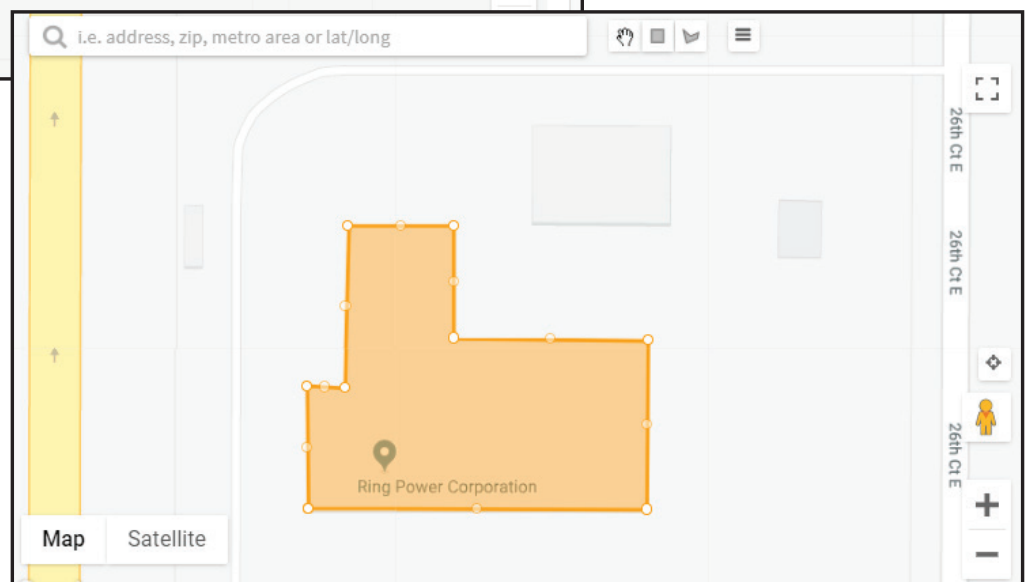 i.e. address, zip, metro area or lat/long
26th Ct E
26th Ct E
26th Ct E
Ring Power Corporation
Map
Satellite